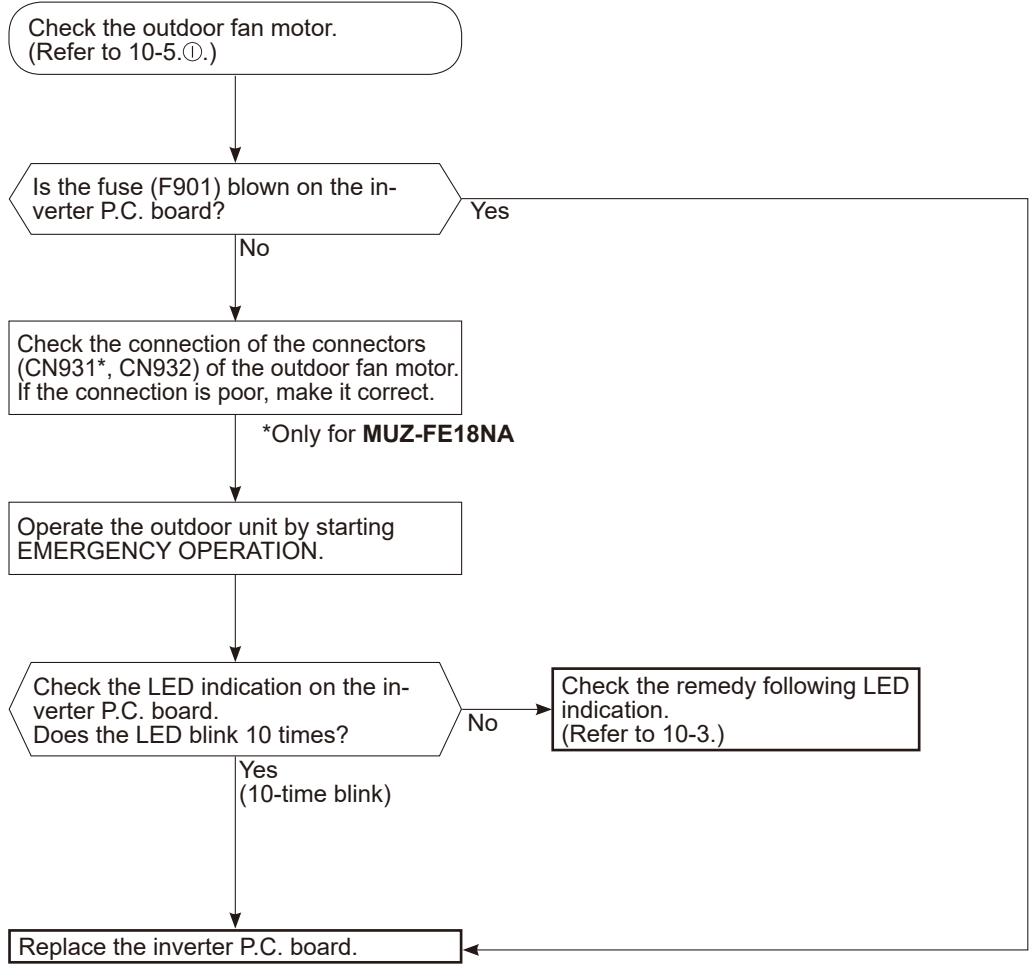 Check the outdoor fan motor.
(Refer to 10-5.Ⓘ.)
Is the fuse (F901) blown on the in-
verter P.C. board?
Yes
No
Check the connection of the connectors
(CN931*, CN932) of the outdoor fan motor.
If the connection is poor, make it correct.
*Only for MUZ-FE18NA
Operate the outdoor unit by starting
EMERGENCY OPERATION.
Check the LED indication on the in-
verter P.C. board.
Does the LED blink 10 times?
No
Check the remedy following LED
indication.
(Refer to 10-3.)
Yes
(10-time blink)
Replace the inverter P.C. board.